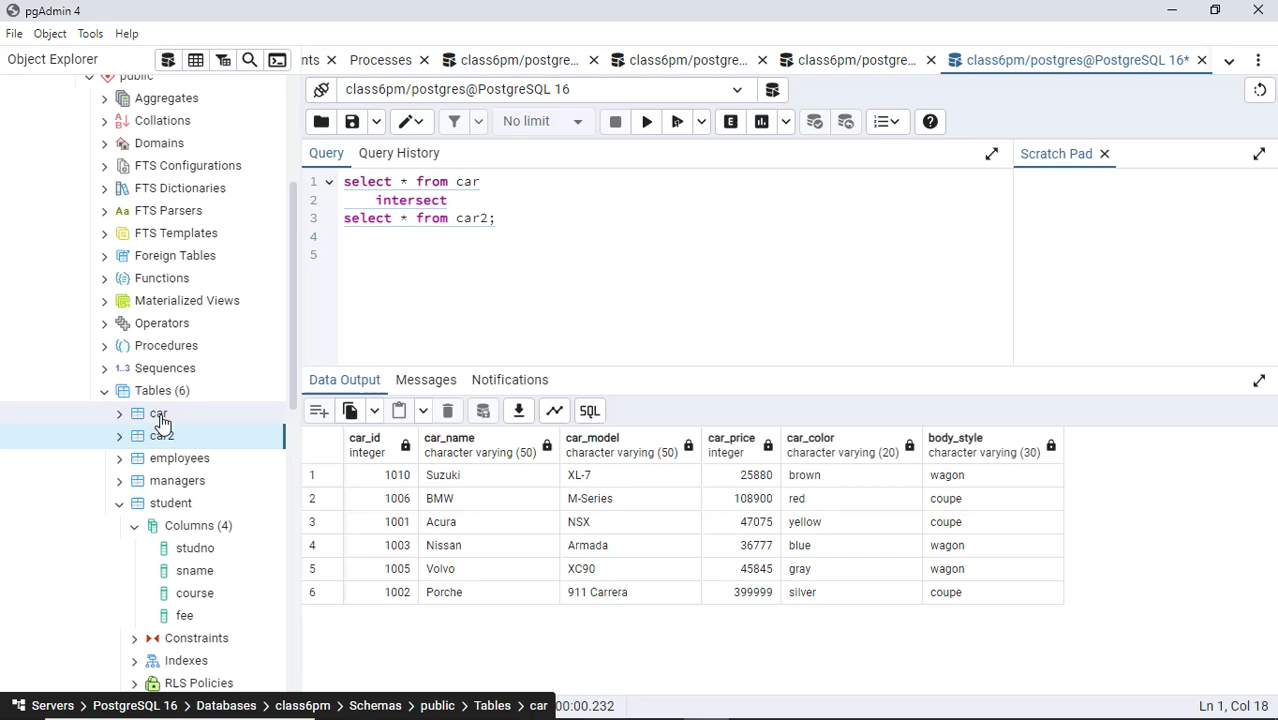 pgAdmin 4
File Object Tools Help
Object Explorer
nts Processes class6pm/postgre... class6pm/postgr... class6pm/postgr... class6pm/postgres@PostgreSQL 16*
class6pm/postgres@PostgreSQL 16
No limit
E
Query Query History
Scratch Pad
1 select * from car
2 intersect
3 select * from car2;
4
5
public
Aggregates
Collations
Domains
FTS Configurations
FTS Dictionaries
Aa FTS Parsers
FTS Templates
Foreign Tables
Functions
Materialized Views
Operators
Procedures
1..3 Sequences
Tables (6)
car
car2
employees
managers
student
Columns (4)
studno
sname
course
fee
Constraints
Indexes
RLS Policies
Data Output Messages Notifications
SQL
car_id car_name car_model car_price car_color body_style
integer character varying (50) character varying (50) integer character varying (20) character varying (30)
1 1010 Suzuki XL-7 25880 brown wagon
2 1006 BMW M-Series 108900 red coupe
3 1001 Acura NSX 47075 yellow coupe
4 1003 Nissan Armada 36777 blue wagon
5 1005 Volvo XC90 45845 gray wagon
6 1002 Porche 911 Carrera 399999 silver coupe
Servers > PostgreSQL 16 > Databases > class6pm > Schemas > public > Tables > car
00:00.232
Ln 1, Col 18